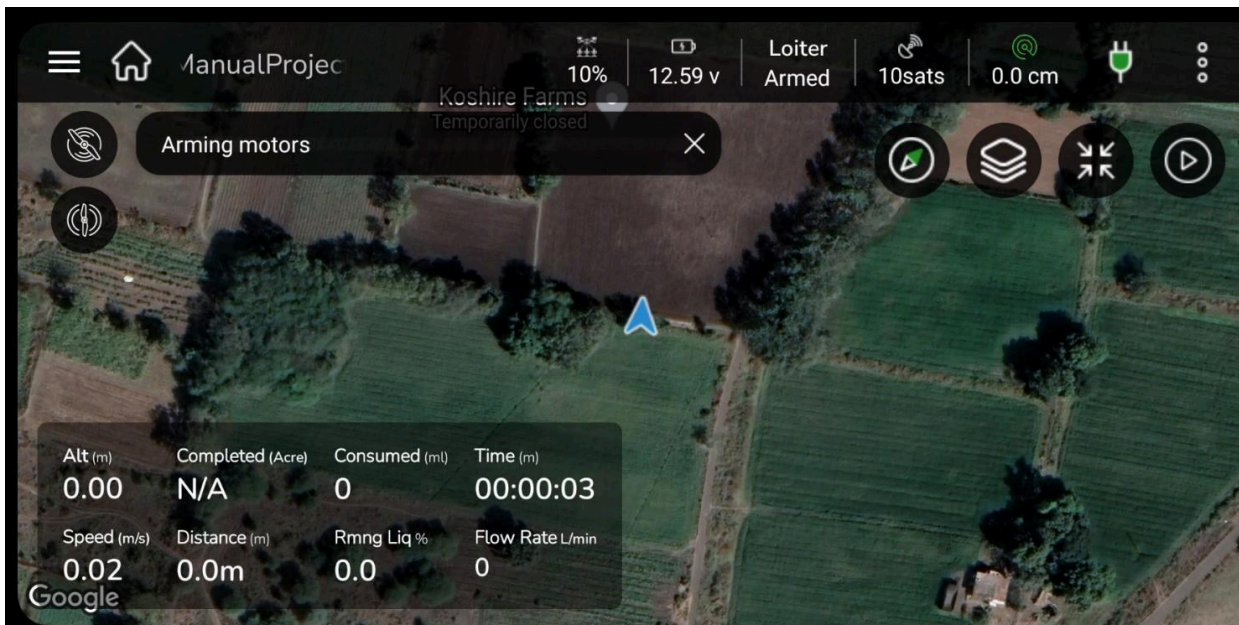 ManualProjec
10%
12.59 v
Loiter
Armed
10sats
0.0 cm
Koshire Farms
Temporarily closed
Arming motors
Alt (m)
0.00
Completed (Acre)
N/A
Consumed (ml)
0
Time (m)
00:00:03
Speed (m/s)
0.02
Distance (m)
0.0m
Rmng Liq %
0.0
Flow Rate L/min
0
Google